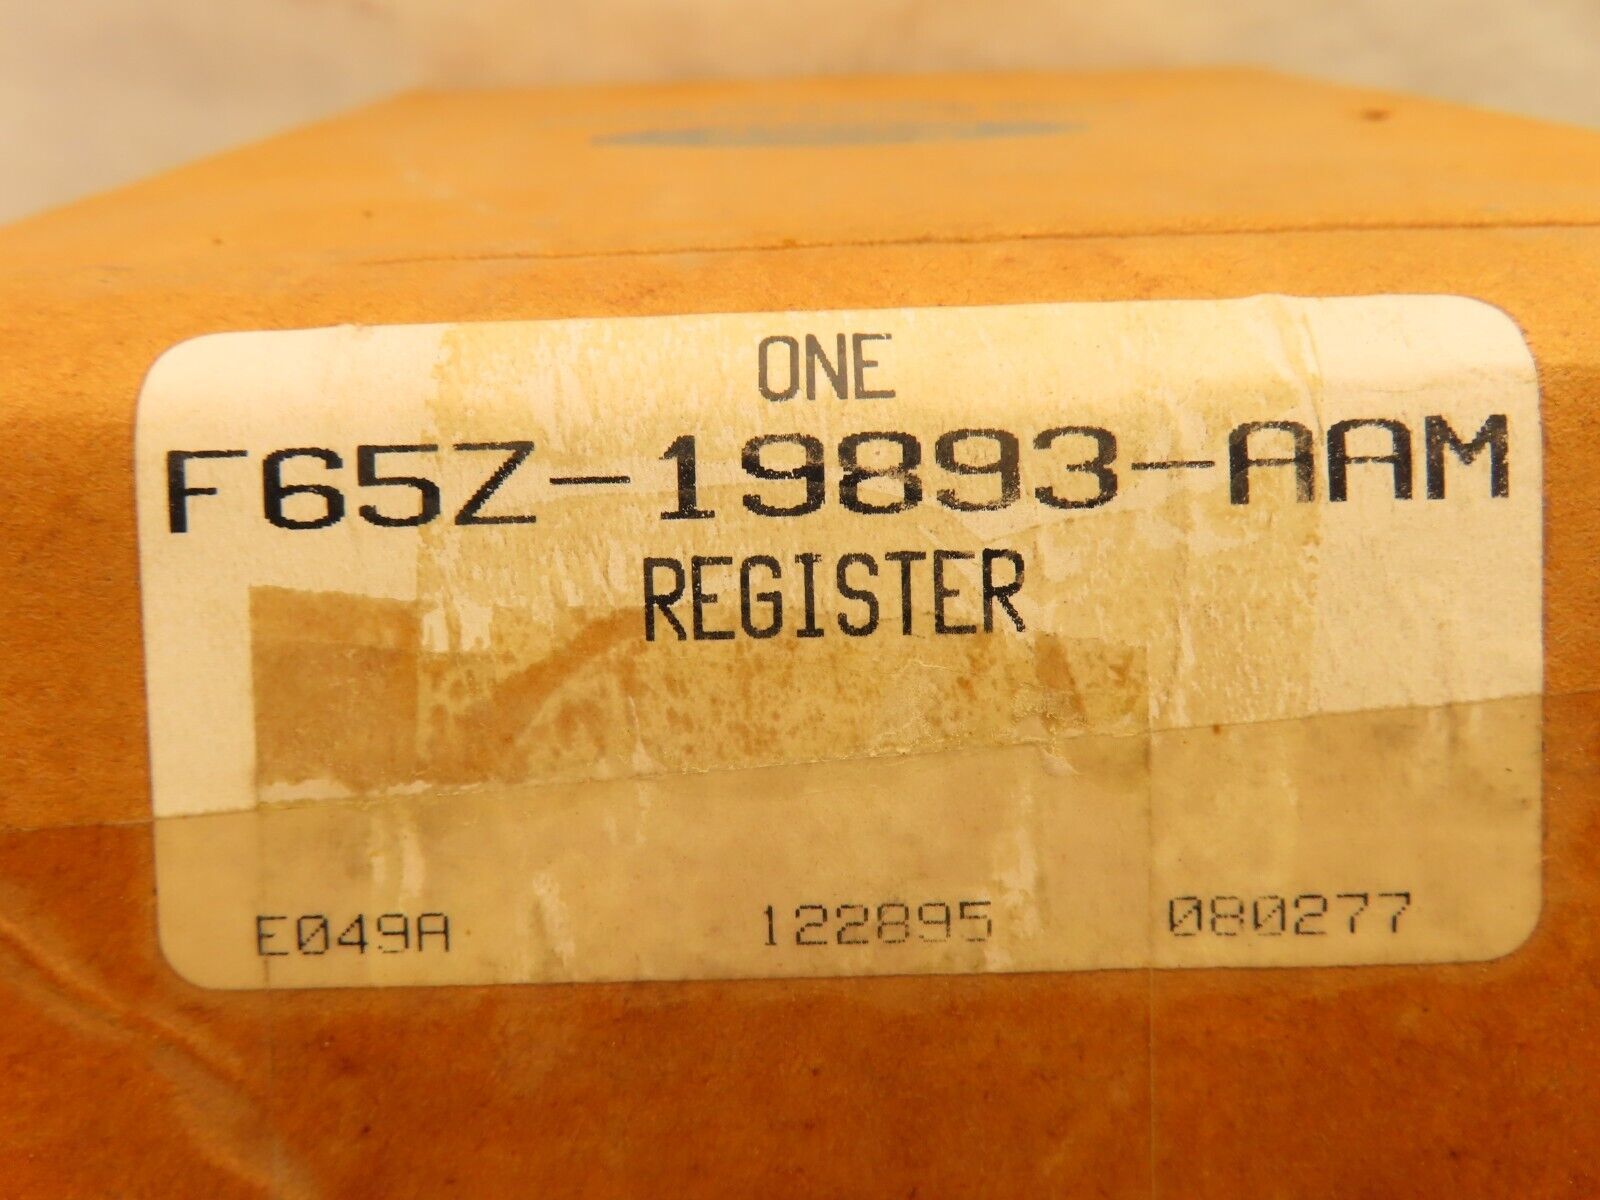 ONE
F65Z-19893-AAM
REGISTER
E049A 122895 080277